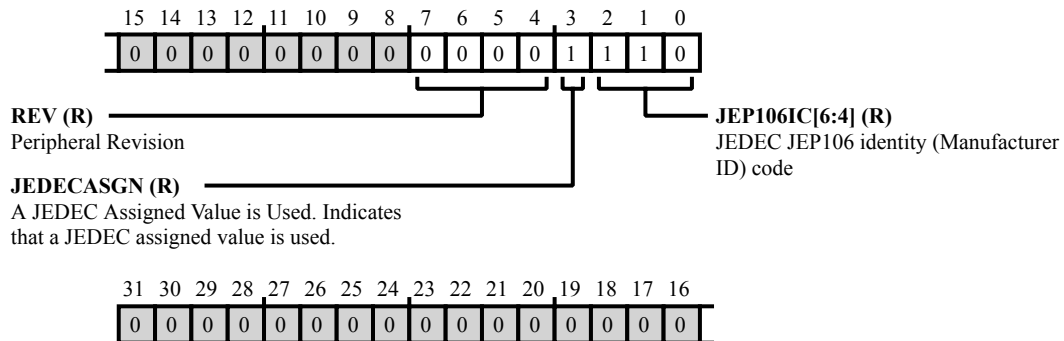 15 14 13 12 11 10 9 8 7 6 5 4 3 2 1 0
0 0 0 0 0 0 0 0 0 0 0 0 1 1 1 0
REV (R)
Peripheral Revision
JEDECASGN (R)
A JEDEC Assigned Value is Used. Indicates
that a JEDEC assigned value is used.
JEP106IC[6:4] (R)
JEDEC JEP106 identity (Manufacturer
ID) code
31 30 29 28 27 26 25 24 23 22 21 20 19 18 17 16
0 0 0 0 0 0 0 0 0 0 0 0 0 0 0 0